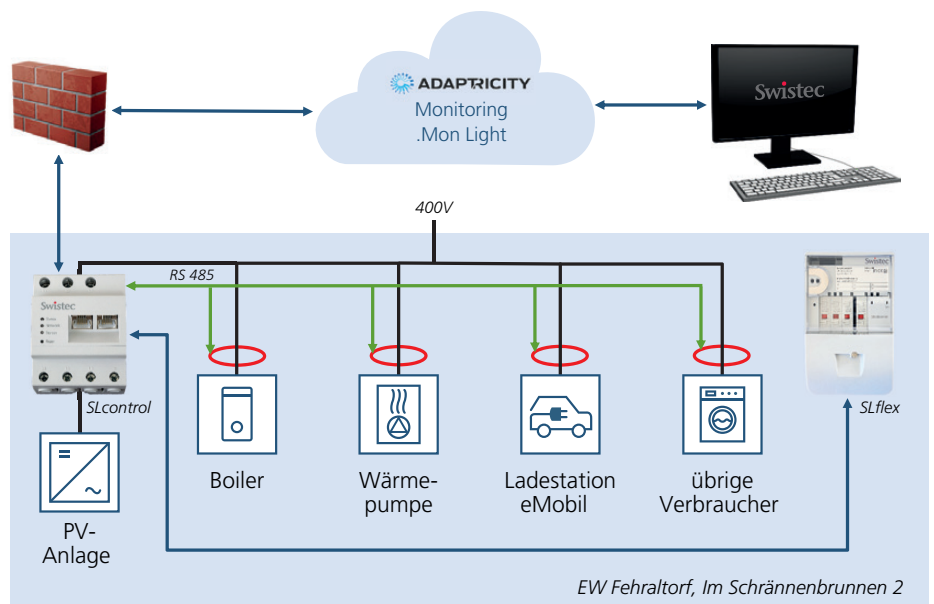 ADAPTRICITY
Monitoring
.Mon Light
Swistec
400V
RS 485
Swistec
SLcontrol
Swistec
SLflex
Boiler
Wärme-
pumpe
Ladestation
eMobil
übrige
Verbraucher
PV-
Anlage
EW Fehraltorf, Im Schrännenbrunnen 2